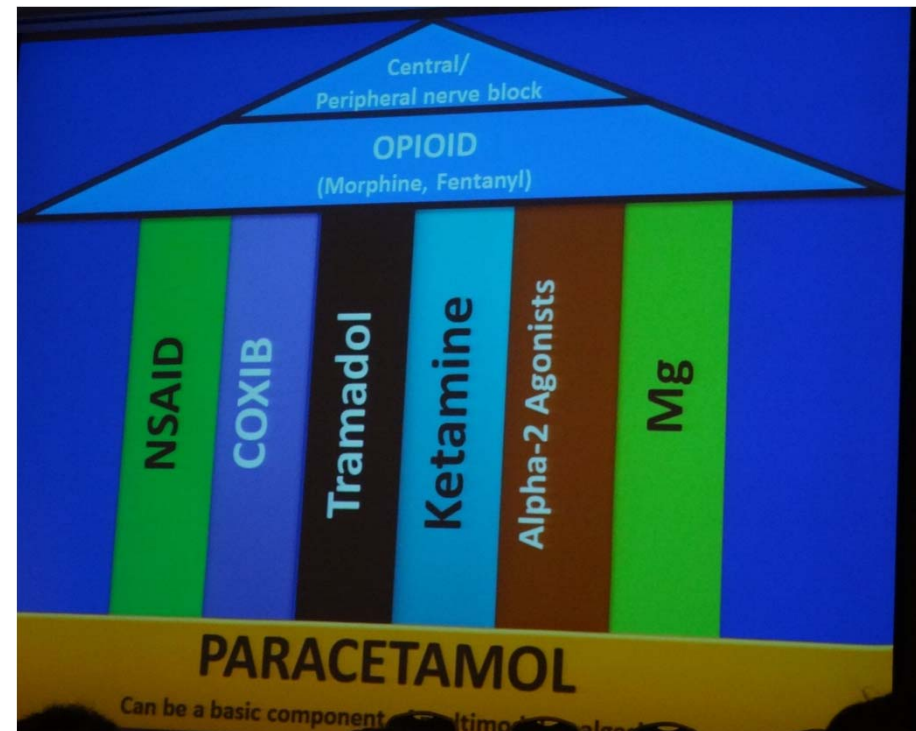 Central/
Peripheral nerve block
OPIOID
(Morphine, Fentanyl)
NSAID
COXIB
Tramadol
Ketamine
Alpha-2 Agonists
Mg
PARACETAMOL
Can be a basic component